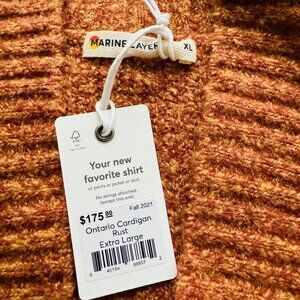 MARINE LAYER
XL
FSC
Your new
favorite shirt
or pants or jacket or skirt...
No strings attached
(except this one)
$175.00
Fall 2021
Ontario Cardigan
Rust
Extra Large